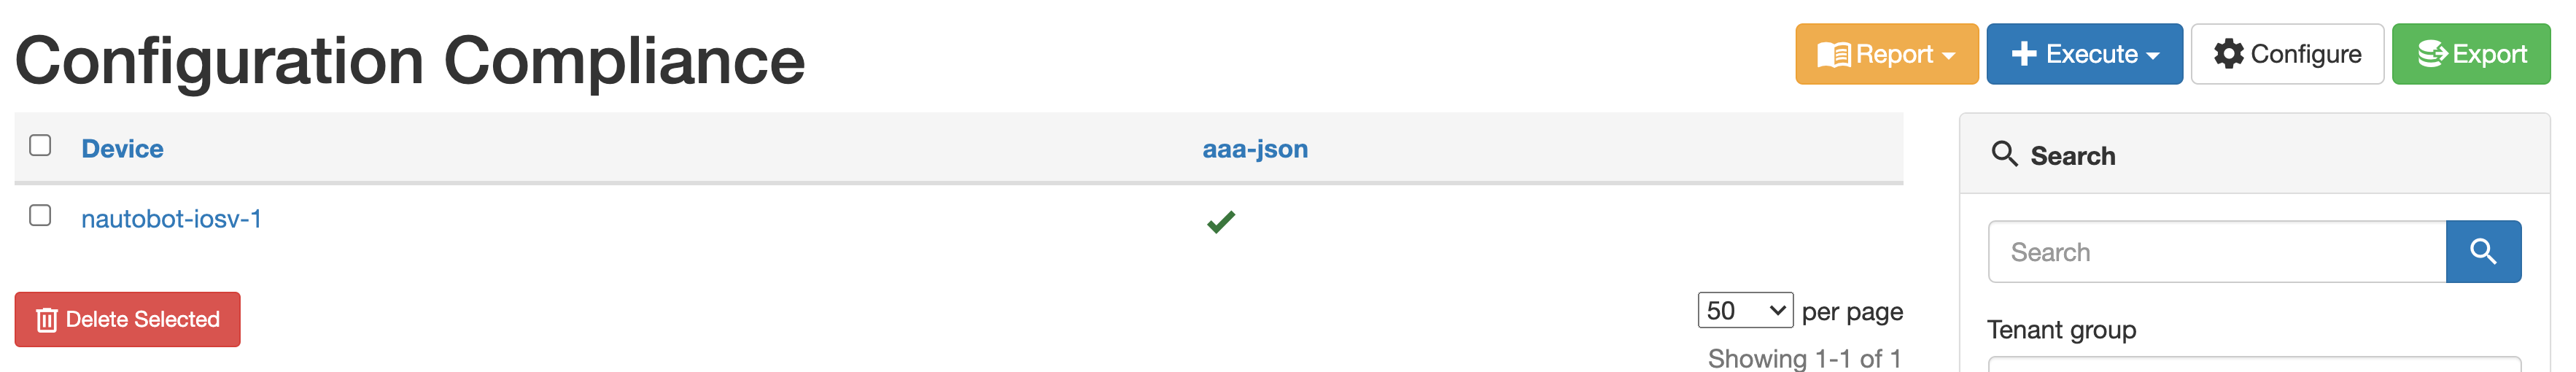 Configuration Compliance
Report
Execute
Configure
Export
Device aaa-json
nautobot-iosv-1
Delete Selected
50 per page
Showing 1-1 of 1
Search
Search
Tenant group